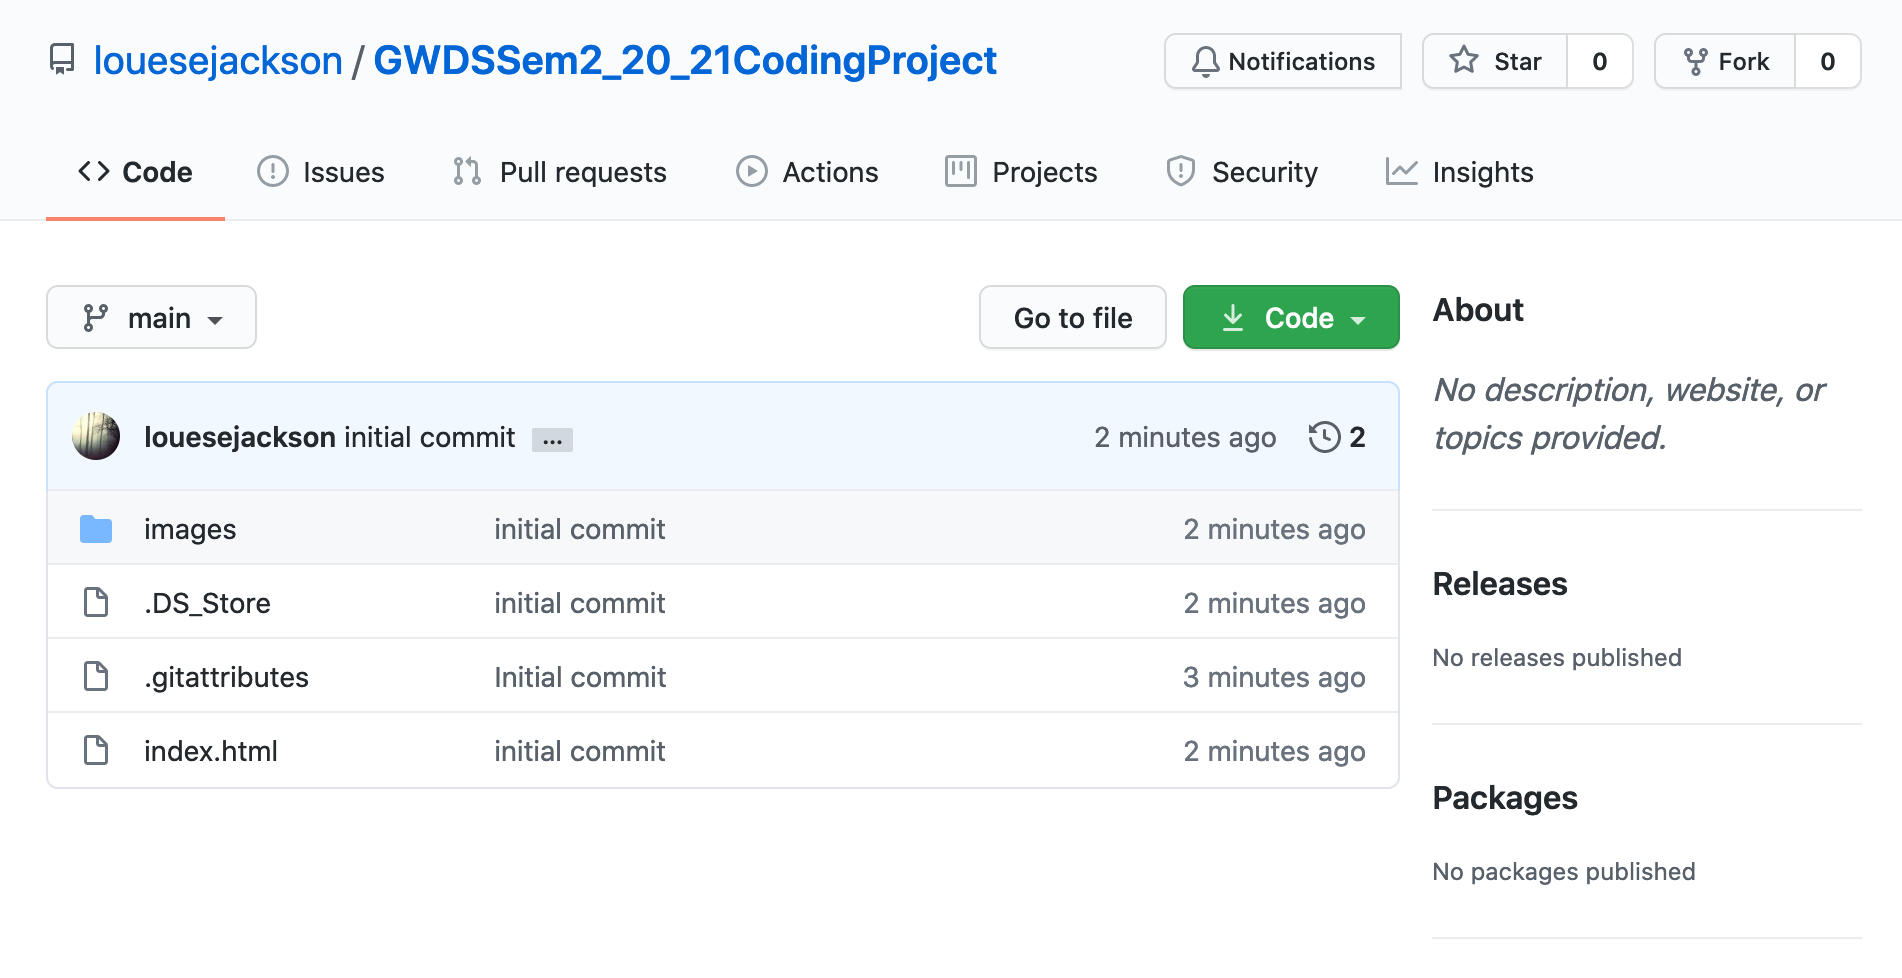 louesejackson / GWDSSem2_20_21CodingProject
Notifications
Star 0
Fork 0
Code Issues Pull requests Actions Projects Security Insights
main
Go to file
Code
louesejackson initial commit ... 2 minutes ago 2
images initial commit 2 minutes ago
.DS_Store initial commit 2 minutes ago
.gitattributes Initial commit 3 minutes ago
index.html initial commit 2 minutes ago
About
No description, website, or
topics provided.
Releases
No releases published
Packages
No packages published